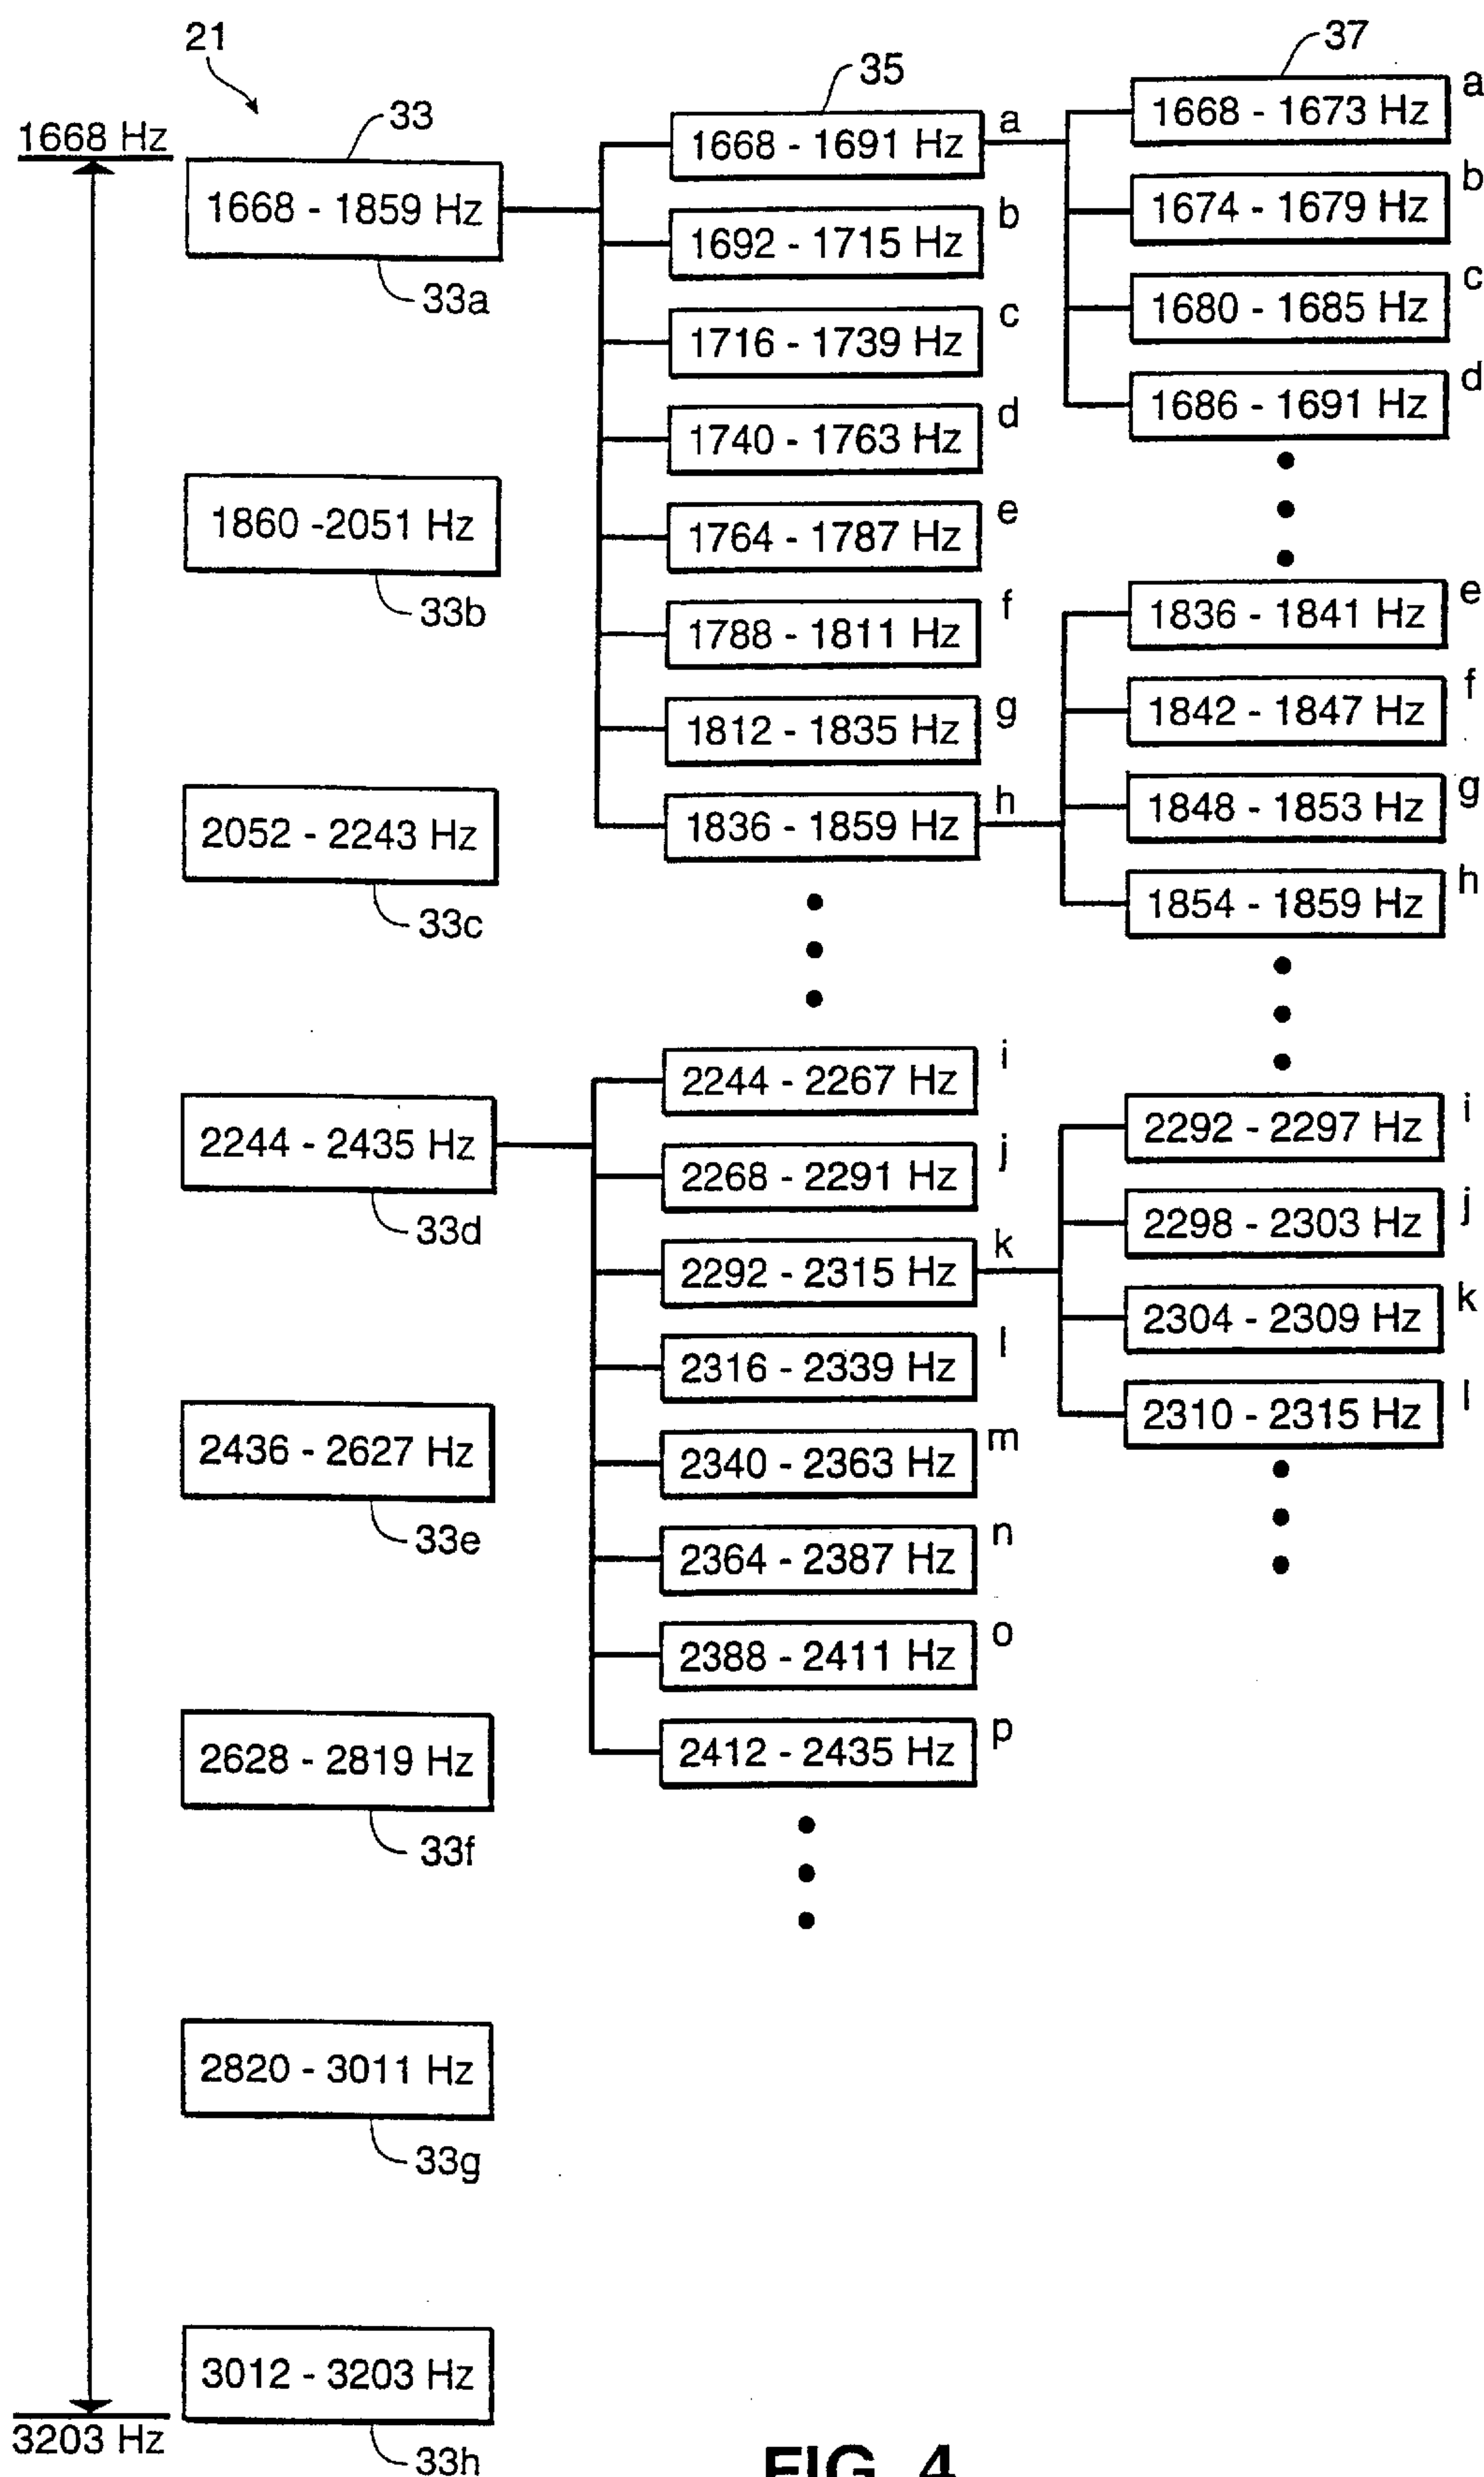 21
1668 Hz
33
1668 - 1859 Hz
33a
1860 -2051 Hz
33b
2052 - 2243 Hz
33c
2244 - 2435 Hz
33d
2436 - 2627 Hz
33e
2628 - 2819 Hz
33f
2820 - 3011 Hz
33g
3012 - 3203 Hz
33h
3203 Hz
35
1668 - 1691 Hz a
1692 - 1715 Hz b
1716 - 1739 Hz c
1740 - 1763 Hz d
1764 - 1787 Hz e
1788 - 1811 Hz f
1812 - 1835 Hz g
1836 - 1859 Hz h
2244 - 2267 Hz i
2268 - 2291 Hz j
2292 - 2315 Hz k
2316 - 2339 Hz l
2340 - 2363 Hz m
2364 - 2387 Hz n
2388 - 2411 Hz o
2412 - 2435 Hz p
37
1668 - 1673 Hz a
1674 - 1679 Hz b
1680 - 1685 Hz c
1686 - 1691 Hz d
1836 - 1841 Hz e
1842 - 1847 Hz f
1848 - 1853 Hz g
1854 - 1859 Hz h
2292 - 2297 Hz i
2298 - 2303 Hz j
2304 - 2309 Hz k
2310 - 2315 Hz l
FIG. 4